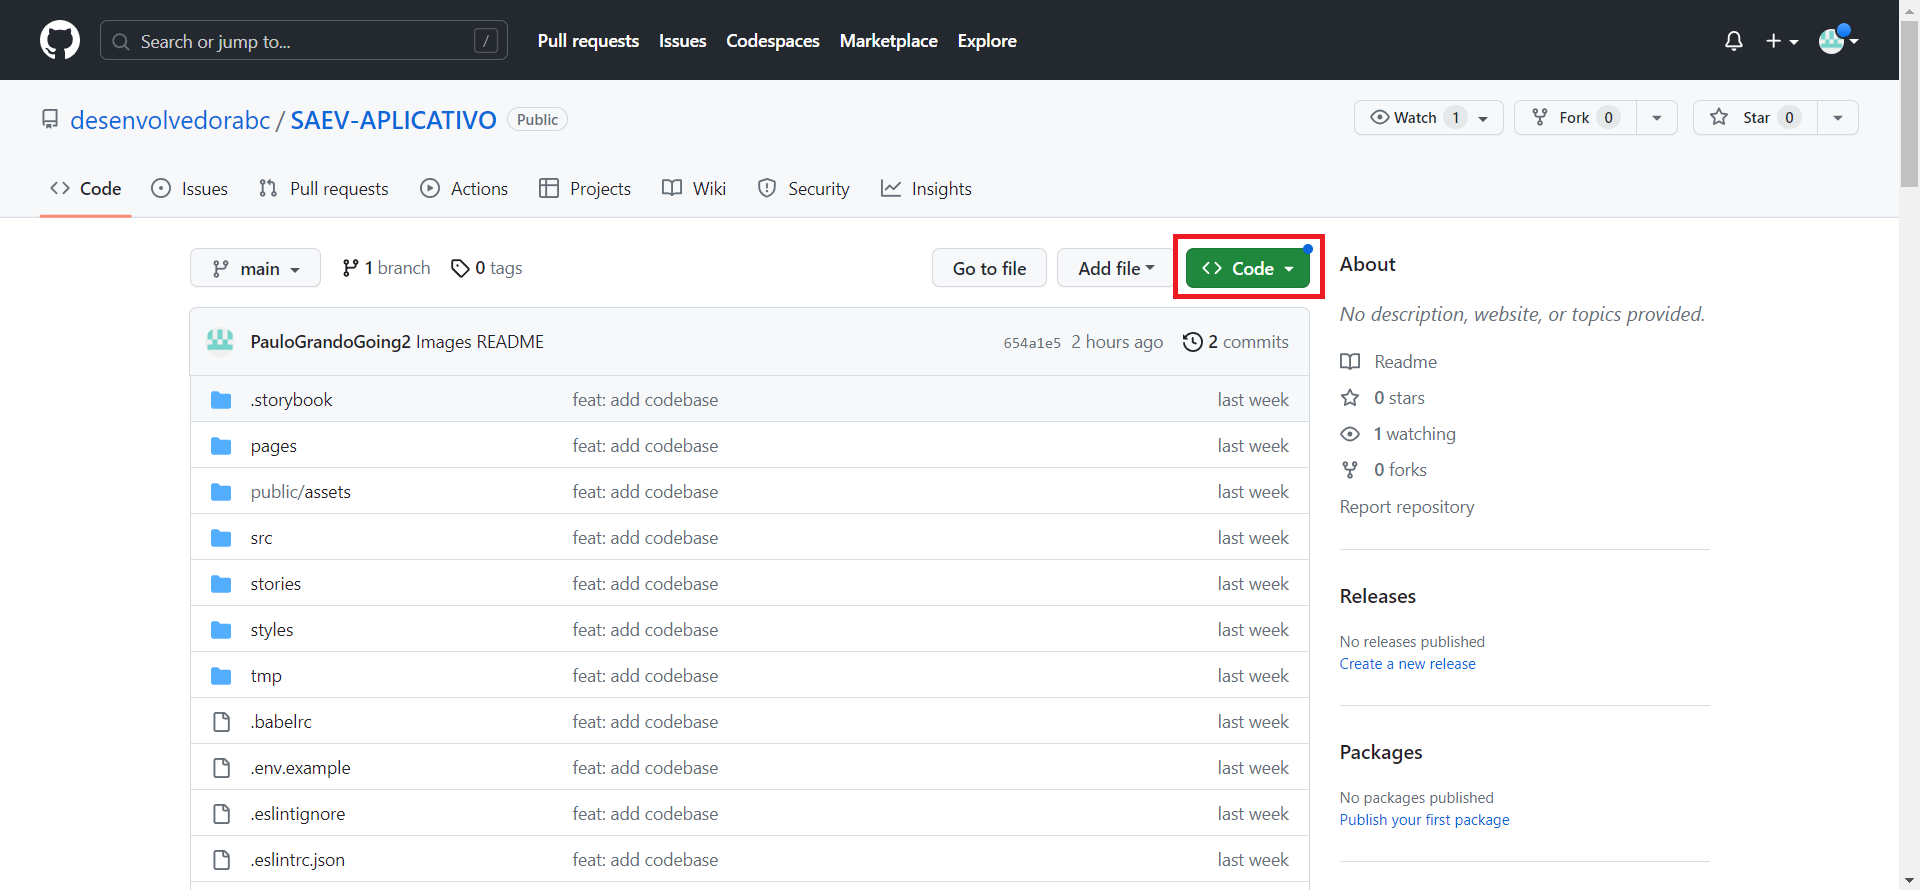 Search or jump to... / Pull requests Issues Codespaces Marketplace Explore
desenvolvedorabc / SAEV-APLICATIVO Public Watch 1 Fork 0 Star 0
Code Issues Pull requests Actions Projects Wiki Security Insights
main 1 branch 0 tags Go to file Add file Code
PauloGrandoGoing2 Images README 654a1e5 2 hours ago 2 commits
.storybook feat: add codebase last week
pages feat: add codebase last week
public/assets feat: add codebase last week
src feat: add codebase last week
stories feat: add codebase last week
styles feat: add codebase last week
tmp feat: add codebase last week
.babelrc feat: add codebase last week
.env.example feat: add codebase last week
.eslintignore feat: add codebase last week
.eslintrc.json feat: add codebase last week
About
No description, website, or topics provided.
Readme
0 stars
1 watching
0 forks
Report repository
Releases
No releases published
Create a new release
Packages
No packages published
Publish your first package